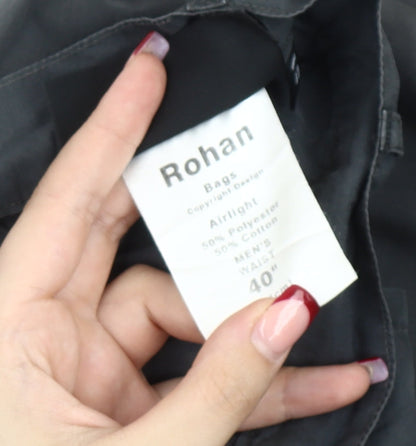 Rohan
Bags
Copyright Design
Airlight
50% Polyester
50% Cotton
MEN'S
WAIST
40"